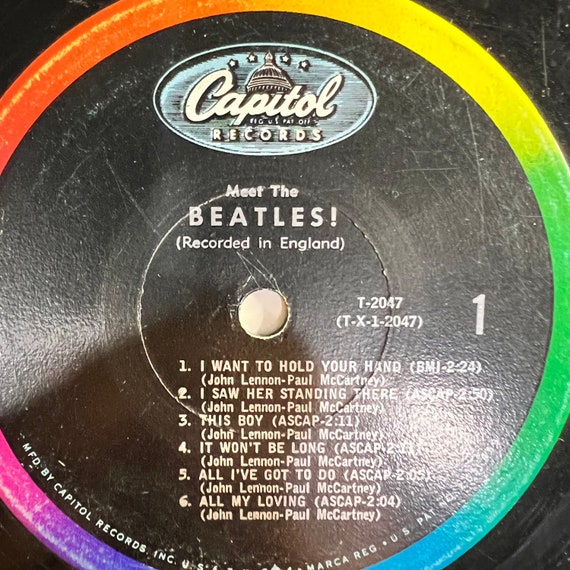 Capitol
REG. U.S. PAT. OFF.
RECORDS
Meet The
BEATLES!
(Recorded in England)
T-2047
(T-X-1-2047)
1
1. I WANT TO HOLD YOUR HAND (BMI-2:24)
(John Lennon-Paul McCartney)
2. I SAW HER STANDING THERE (ASCAP-2:50)
(John Lennon-Paul McCartney)
3. THIS BOY (ASCAP-2:11)
(John Lennon-Paul McCartney)
4. IT WON'T BE LONG (ASCAP-2:11)
(John Lennon-Paul McCartney)
5. ALL I'VE GOT TO DO (ASCAP-2:05)
(John Lennon-Paul McCartney)
6. ALL MY LOVING (ASCAP-2:04)
(John Lennon-Paul McCartney)
MFD. BY CAPITOL RECORDS, INC. U.S. MARCA REG. • U.S. PAT.